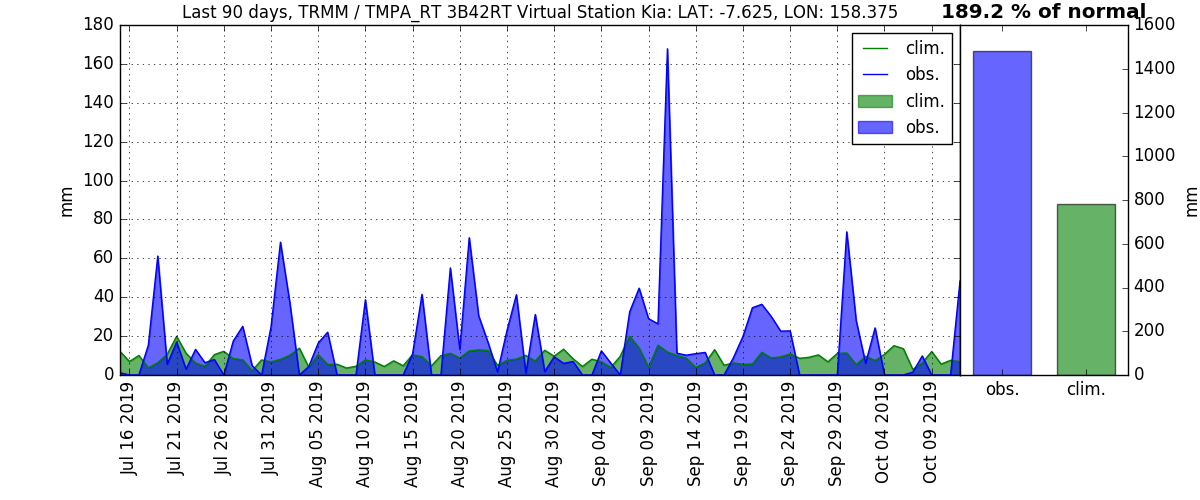 Last 90 days, TRMM / TMPA_RT 3B42RT Virtual Station Kia: LAT: -7.625, LON: 158.375
189.2 % of normal
180
160
140
120
100
80
60
40
20
0
mm
clim.
obs.
clim.
obs.
1600
1400
1200
1000
800
600
400
200
0
mm
Jul 16 2019
Jul 21 2019
Jul 26 2019
Jul 31 2019
Aug 05 2019
Aug 10 2019
Aug 15 2019
Aug 20 2019
Aug 25 2019
Aug 30 2019
Sep 04 2019
Sep 09 2019
Sep 14 2019
Sep 19 2019
Sep 24 2019
Sep 29 2019
Oct 04 2019
Oct 09 2019
obs.
clim.